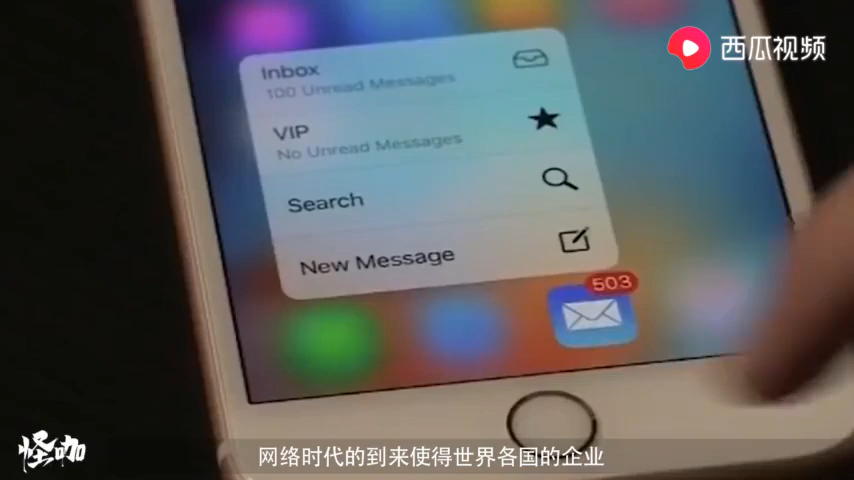 西瓜视频
Inbox
100 Unread Messages
VIP
No Unread Messages
Search
New Message
503
怪咖
网络时代的到来使得世界各国的企业